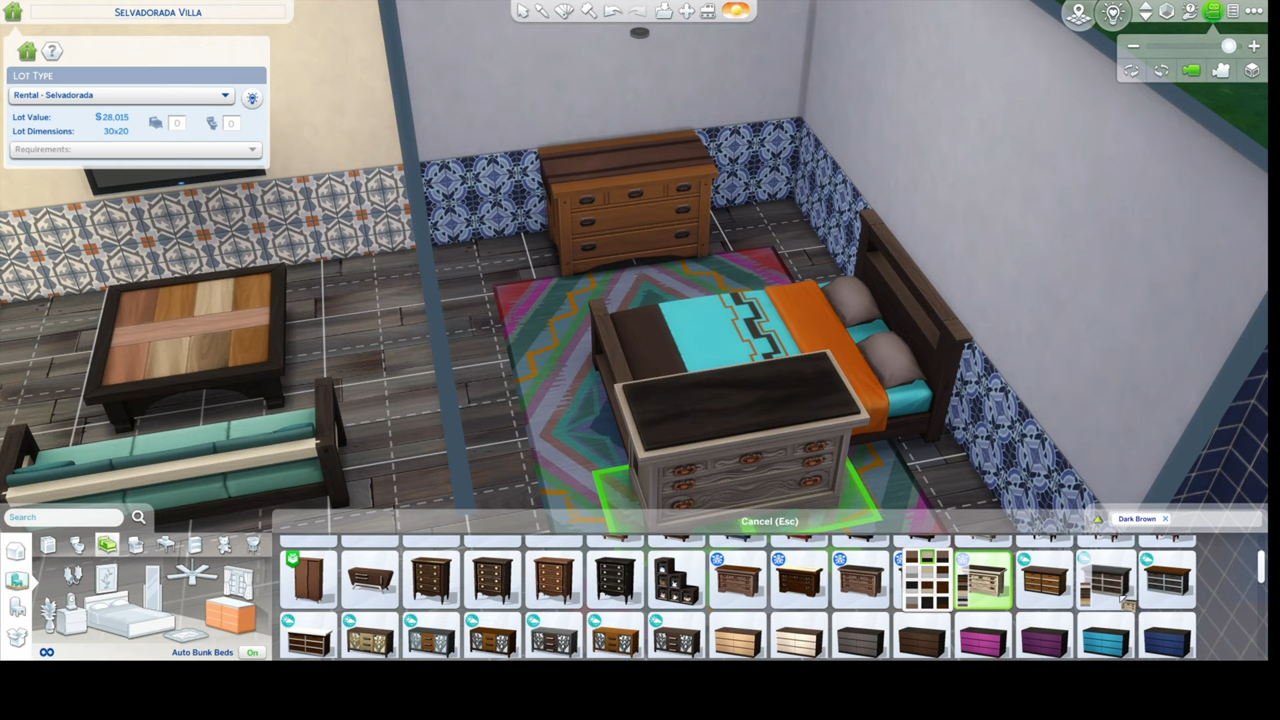 SELVADORADA VILLA
LOT TYPE
Rental - Selvadorada
Lot Value: $28,015
0
0
Lot Dimensions: 30x20
Requirements:
Search
Cancel (Esc)
Dark Brown X
Auto Bunk Beds On